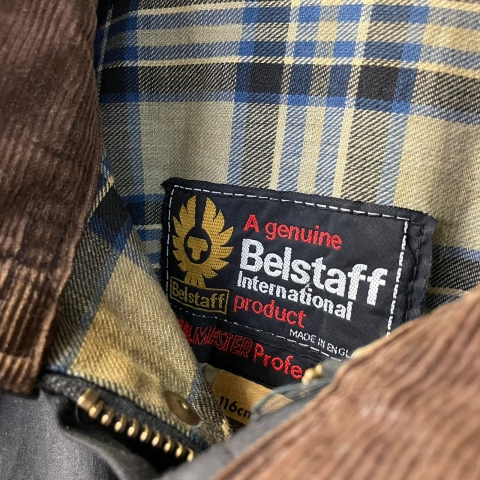 A genuine
Belstaff
International
product
Belstaff
MADE IN ENGL
MASTER Profe
116cm